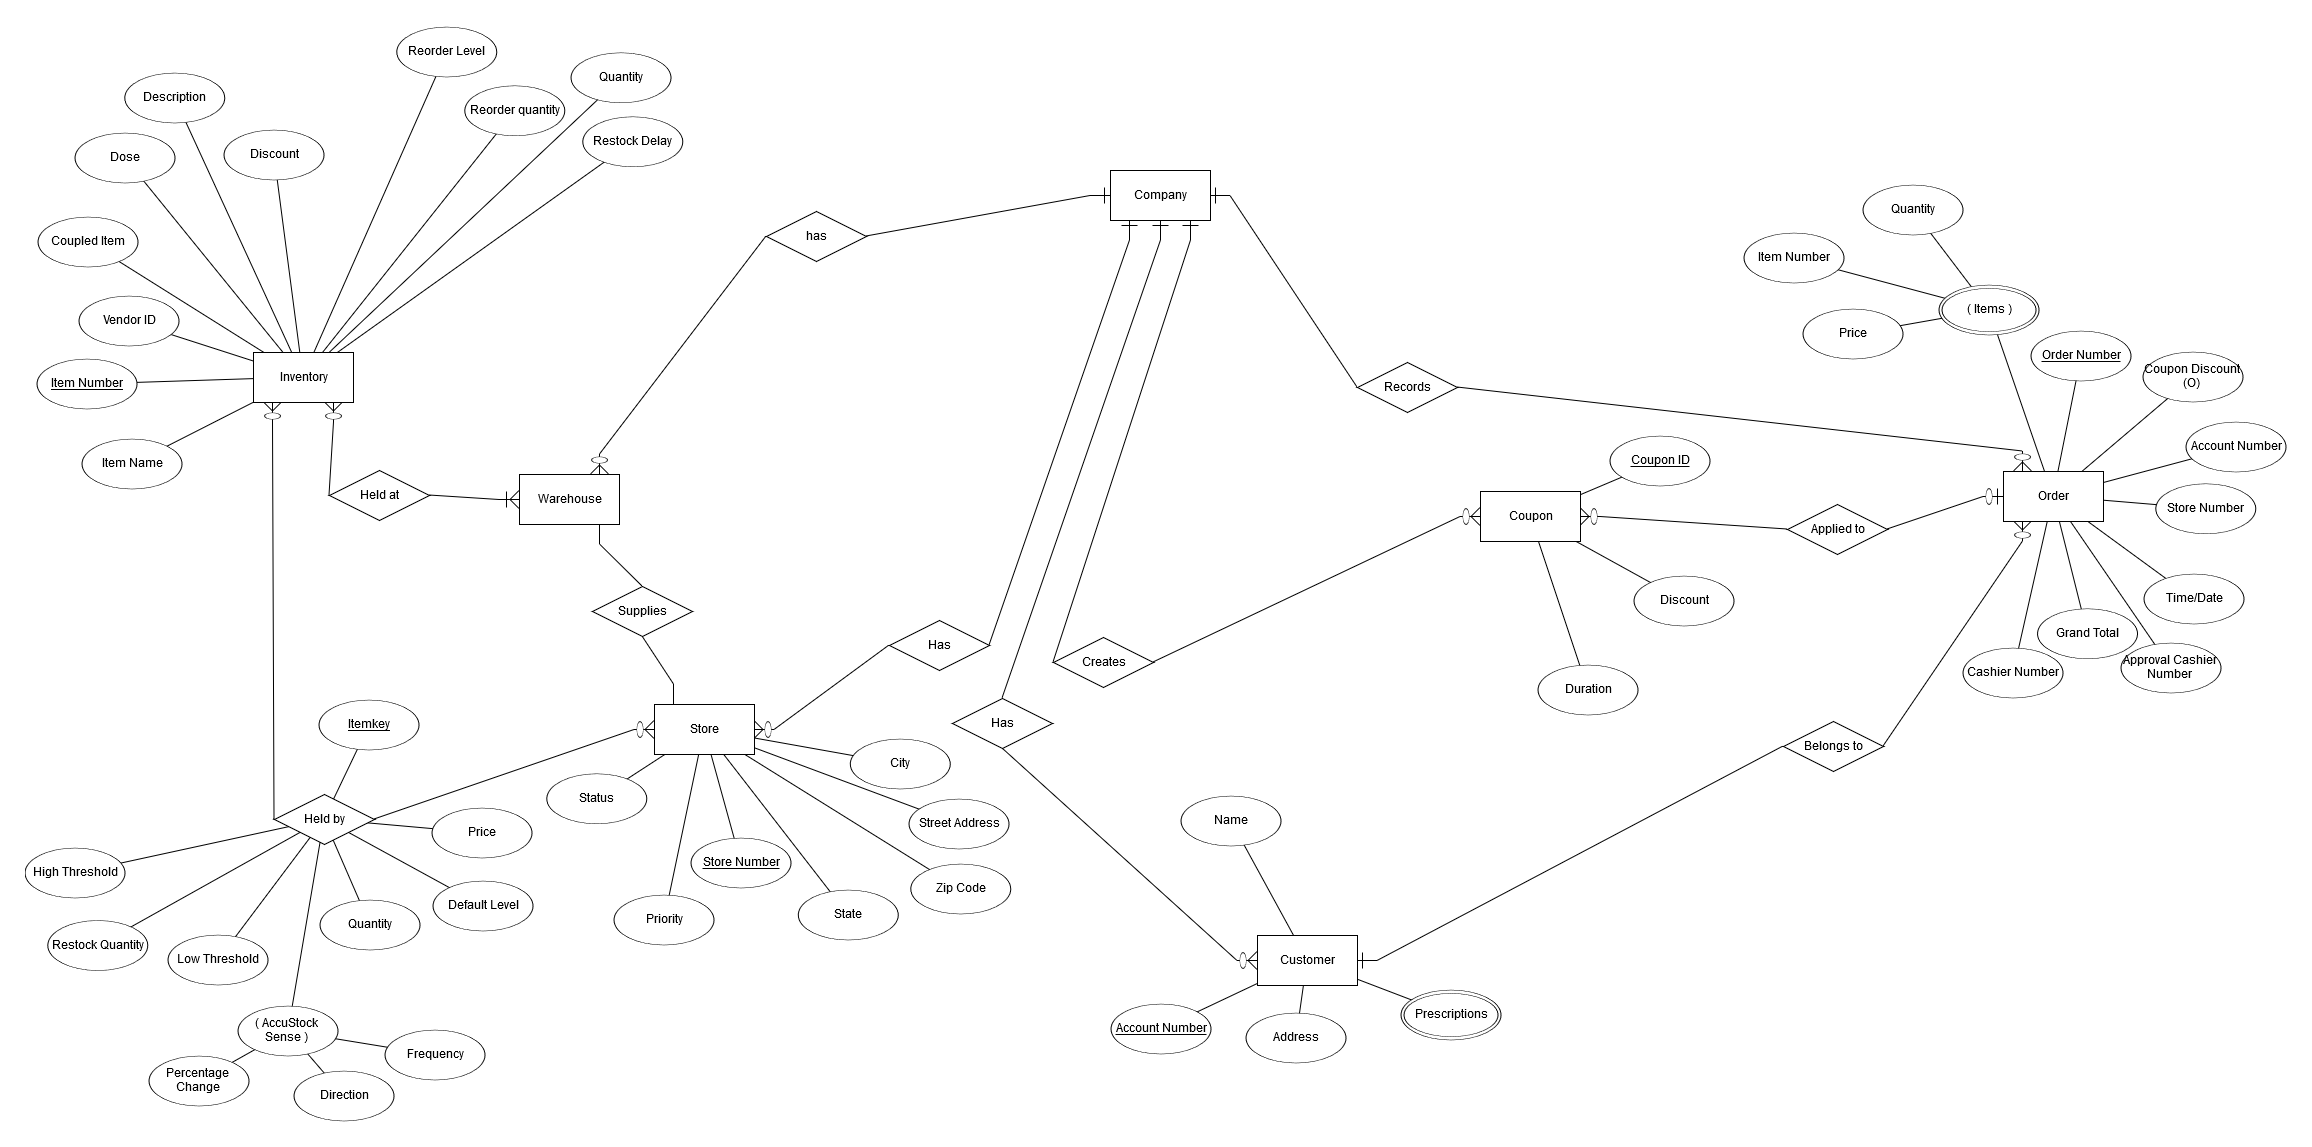 Reorder Level
Quantity
Description
Reorder quantity
Restock Delay
Discount
Dose
Coupled Item
Vendor ID
Inventory
Item Number
Item Name
Held at
Warehouse
has
Company
Supplies
Has
Store
Has
Creates
Records
Quantity
Item Number
( Items )
Price
Order Number
Coupon Discount
(O)
Account Number
Store Number
Order
Coupon ID
Coupon
Applied to
Discount
Duration
Time/Date
Grand Total
Approval Cashier
Number
Cashier Number
Belongs to
Itemkey
Held by
Price
High Threshold
Default Level
Quantity
Restock Quantity
Low Threshold
( AccuStock
Sense )
Frequency
Percentage
Change
Direction
Status
City
Street Address
Store Number
Zip Code
Priority
State
Name
Customer
Account Number
Address
Prescriptions